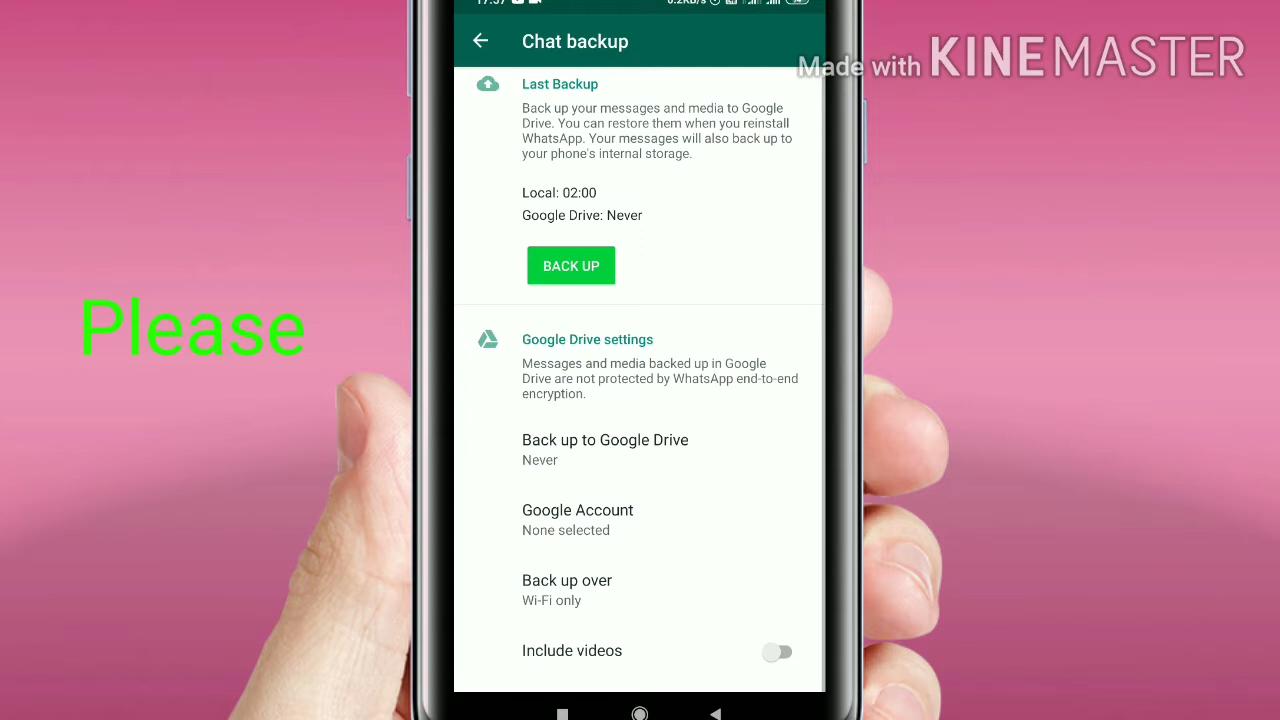 Chat backup
Made with KINEMASTER
Last Backup
Back up your messages and media to Google
Drive. You can restore them when you reinstall
WhatsApp. Your messages will also back up to
your phone's internal storage.
Local: 02:00
Google Drive: Never
BACK UP
Please
Google Drive settings
Messages and media backed up in Google
Drive are not protected by WhatsApp end-to-end
encryption.
Back up to Google Drive
Never
Google Account
None selected
Back up over
Wi-Fi only
Include videos